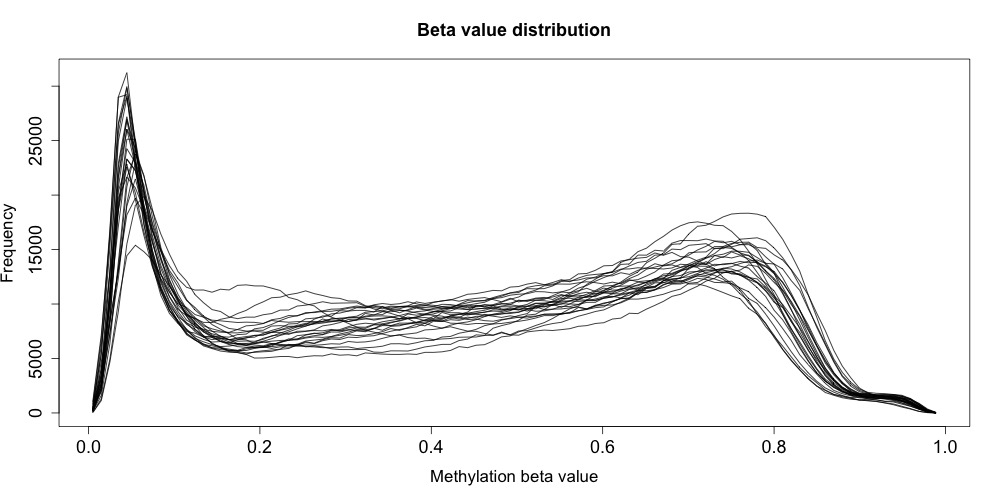 Beta value distribution
Frequency
25000
15000
5000
0
0.0 0.2 0.4 0.6 0.8 1.0
Methylation beta value